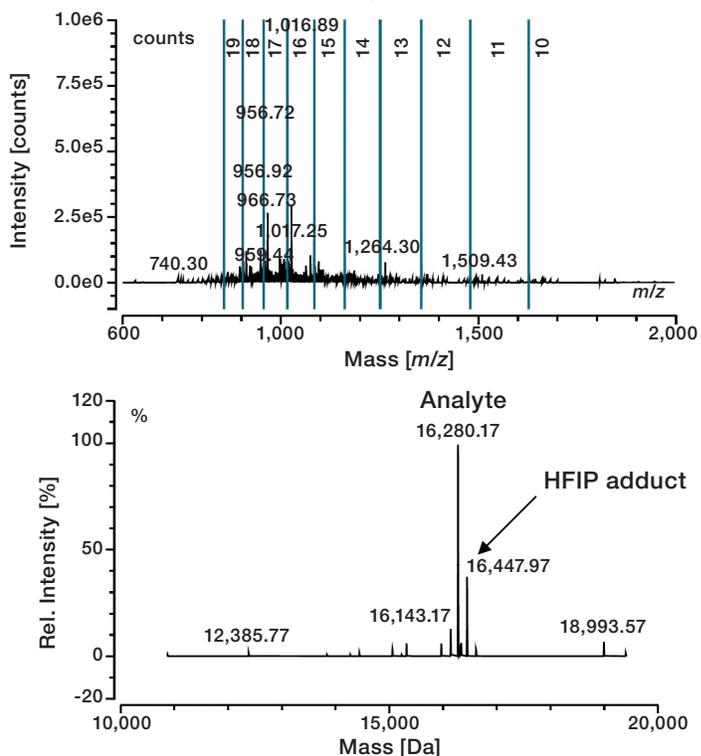 1.0e6
counts
1,016.89
19 18 17 16 15 14 13 12 11 10
7.5e5
956.72
5.0e5
956.92
966.73
2.5e5
1,017.25
1,264.30
740.30
959.44
1,509.43
0.0e0
m/z
Intensity [counts]
600 1,000 1,500 2,000
Mass [m/z]
120
%
Analyte
100
16,280.17
HFIP adduct
50
16,447.97
16,143.17
12,385.77
18,993.57
0
-20
Rel. Intensity [%]
10,000 15,000 20,000
Mass [Da]